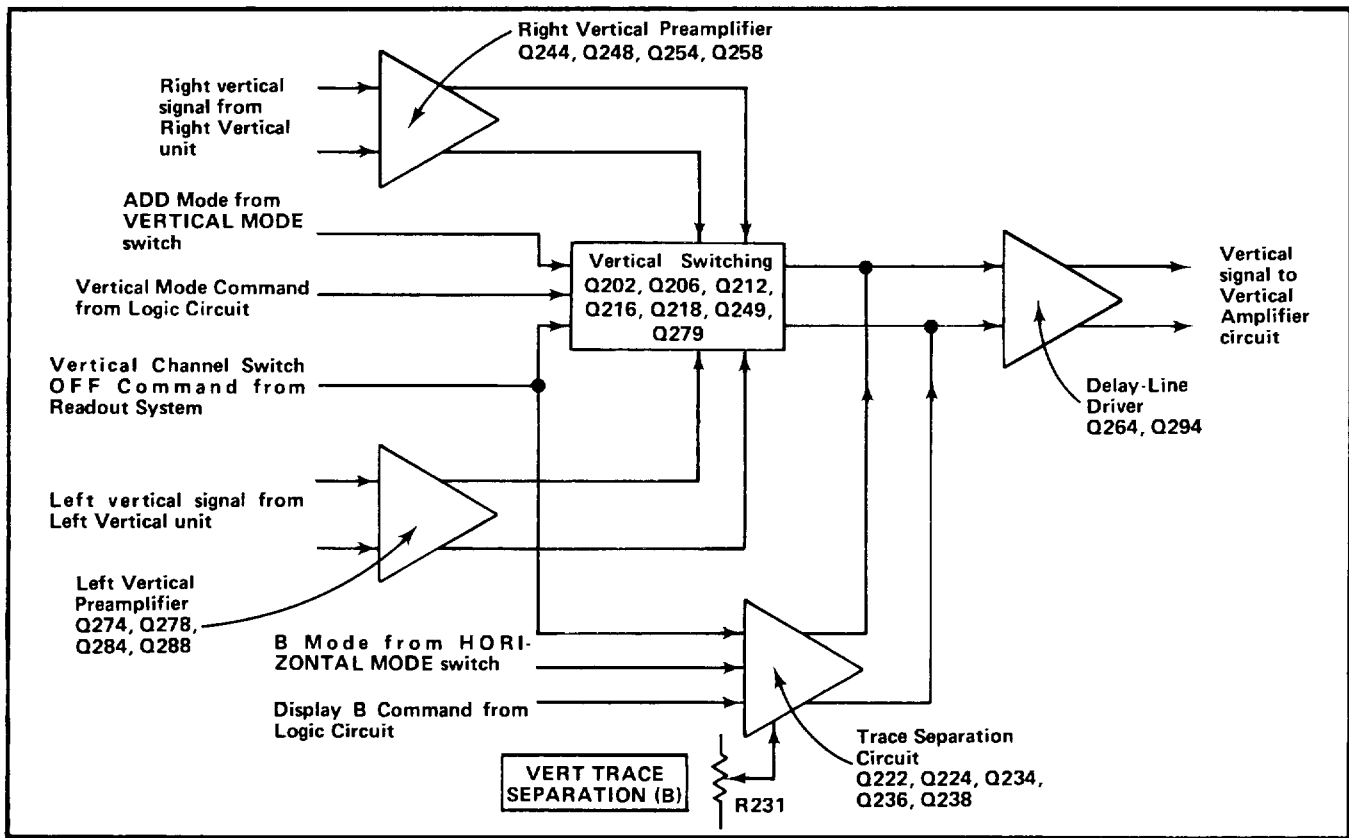 Right Vertical Preamplifier
Q244, Q248, Q254, Q258
Right vertical
signal from
Right Vertical
unit
ADD Mode from
VERTICAL MODE
switch
Vertical Mode Command
from Logic Circuit
Vertical Channel Switch
OFF Command from
Readout System
Vertical Switching
Q202, Q206, Q212,
Q216, Q218, Q249,
Q279
Vertical
signal to
Vertical
Amplifier
circuit
Delay-Line
Driver
Q264, Q294
Left vertical signal from
Left Vertical unit
Left Vertical
Preamplifier
Q274, Q278,
Q284, Q288
B Mode from HORI-
ZONTAL MODE switch
Display B Command from
Logic Circuit
VERT TRACE
SEPARATION (B)
R231
Trace Separation
Circuit
Q222, Q224, Q234,
Q236, Q238